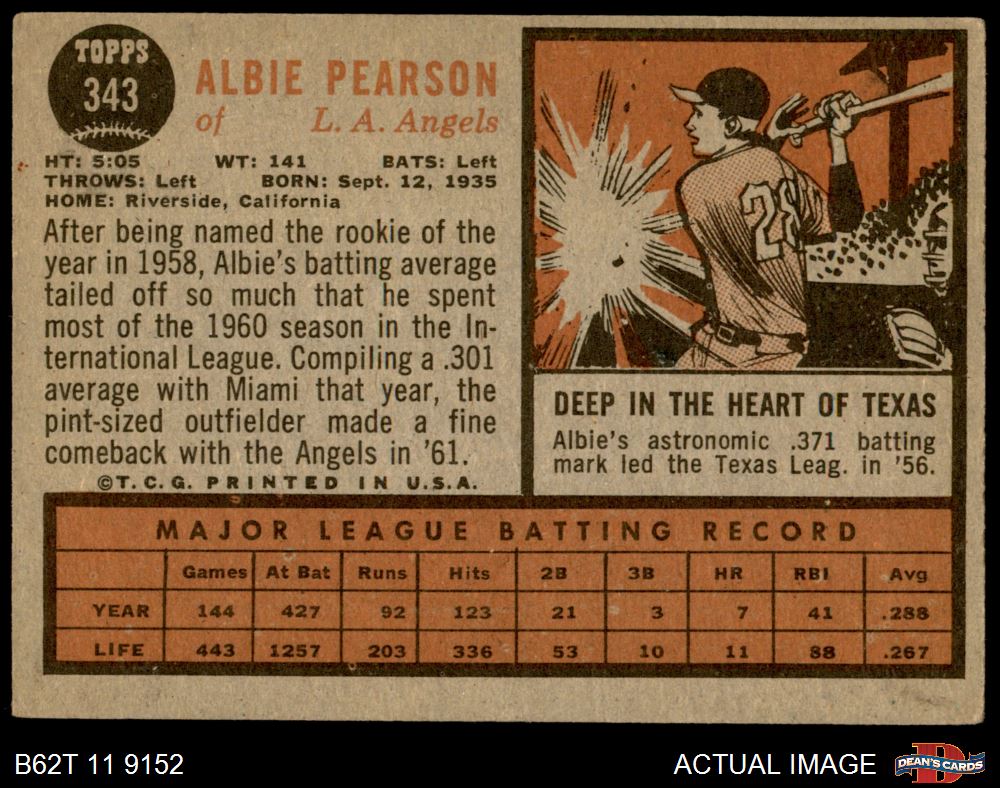 TOPPS
343
ALBIE PEARSON
of L. A. Angels
HT: 5:05 WT: 141 BATS: Left
THROWS: Left BORN: Sept. 12, 1935
HOME: Riverside, California
After being named the rookie of the
year in 1958, Albie's batting average
tailed off so much that he spent
most of the 1960 season in the In-
ternational League. Compiling a .301
average with Miami that year, the
pint-sized outfielder made a fine
comeback with the Angels in '61.
©T. C. G. PRINTED IN U.S.A.
28
DEEP IN THE HEART OF TEXAS
Albie's astronomic .371 batting
mark led the Texas Leag. in '56.
MAJOR LEAGUE BATTING RECORD
Games At Bat Runs Hits 2B 3B HR RBI Avg
YEAR 144 427 92 123 21 3 7 41 .288
LIFE 443 1257 203 336 53 10 11 88 .267
B62T 11 9152
ACTUAL IMAGE
D
DEAN'S CARDS